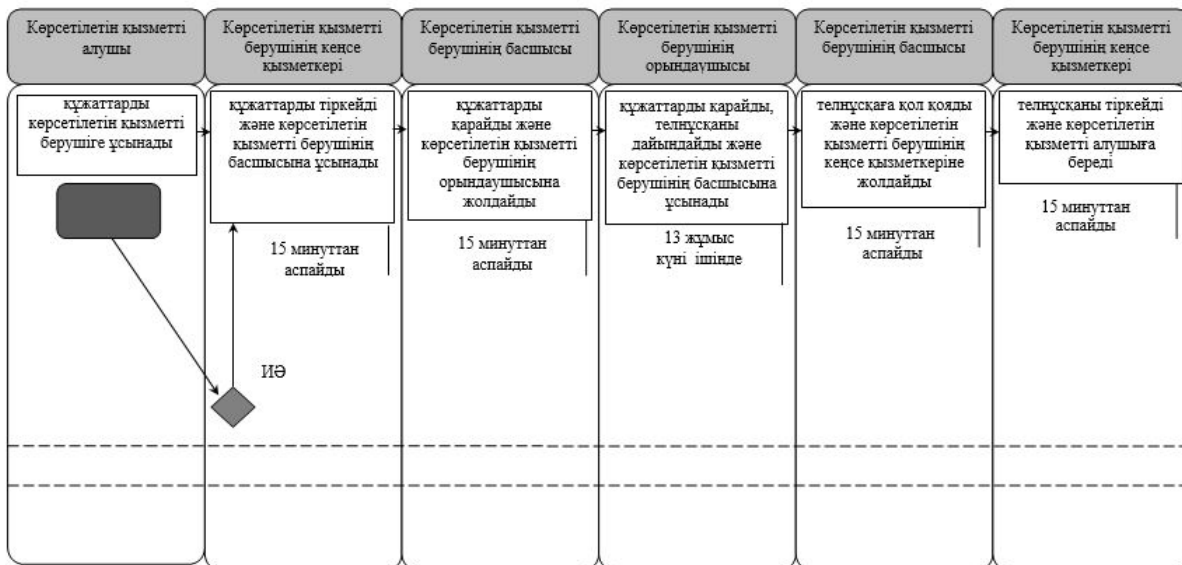 Көрсетілетін қызметті
алушы
Көрсетілетін қызметті
берушінің кеңсе
қызметкері
Көрсетілетін қызметті
берушінің басшысы
Көрсетілетін қызметті
берушінің
орындаушысы
Көрсетілетін қызметті
берушінің басшысы
Көрсетілетін қызметті
берушінің кеңсе
қызметкері
құжаттарды
көрсетілетін қызметті
берушіге ұсынады
құжаттарды тіркейді
және көрсетілетін
қызметті берушінің
басшысына ұсынады
15 минуттан
аспайды
құжаттарды
қарайды және
көрсетілетін қызметті
берушінің
орындаушысына
жолдайды
15 минуттан
аспайды
құжаттарды қарайды,
телнұсқаны
дайындайды және
көрсетілетін қызметті
берушінің басшысына
ұсынады
13 жұмыс
күні ішінде
телнұсқаға қол қояды
және көрсетілетін
қызметті берушінің
кеңсе қызметкеріне
жолдайды
15 минуттан
аспайды
телнұсқаны тіркейді
және көрсетілетін
қызметті алушыға
береді
15 минуттан
аспайды
ИӘ